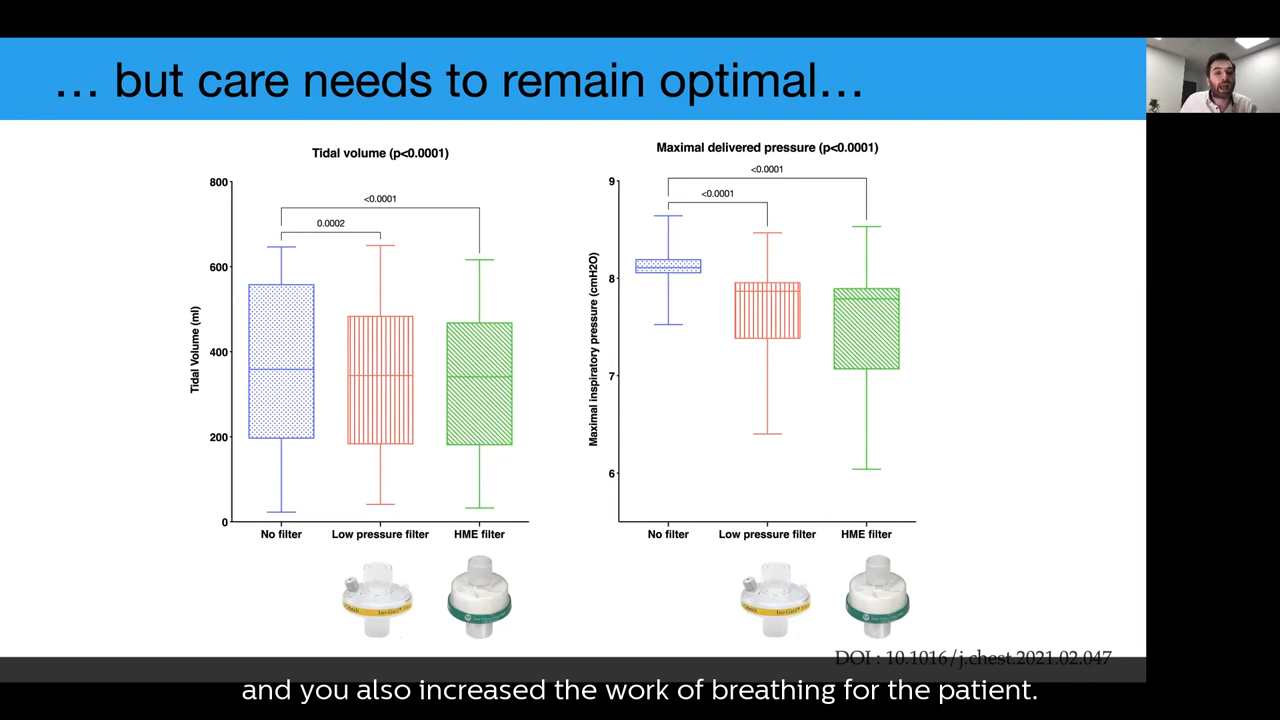 … but care needs to remain optimal…
Tidal volume (p<0.0001)
<0.0001
0.0002
800
600
400
200
0
Tidal Volume (ml)
No filter
Low pressure filter
HME filter
Maximal delivered pressure (p<0.0001)
<0.0001
<0.0001
9
8
7
6
Maximal inspiratory pressure (cmH2O)
No filter
Low pressure filter
HME filter
DOI : 10.1016/j.chest.2021.02.047
and you also increased the work of breathing for the patient.